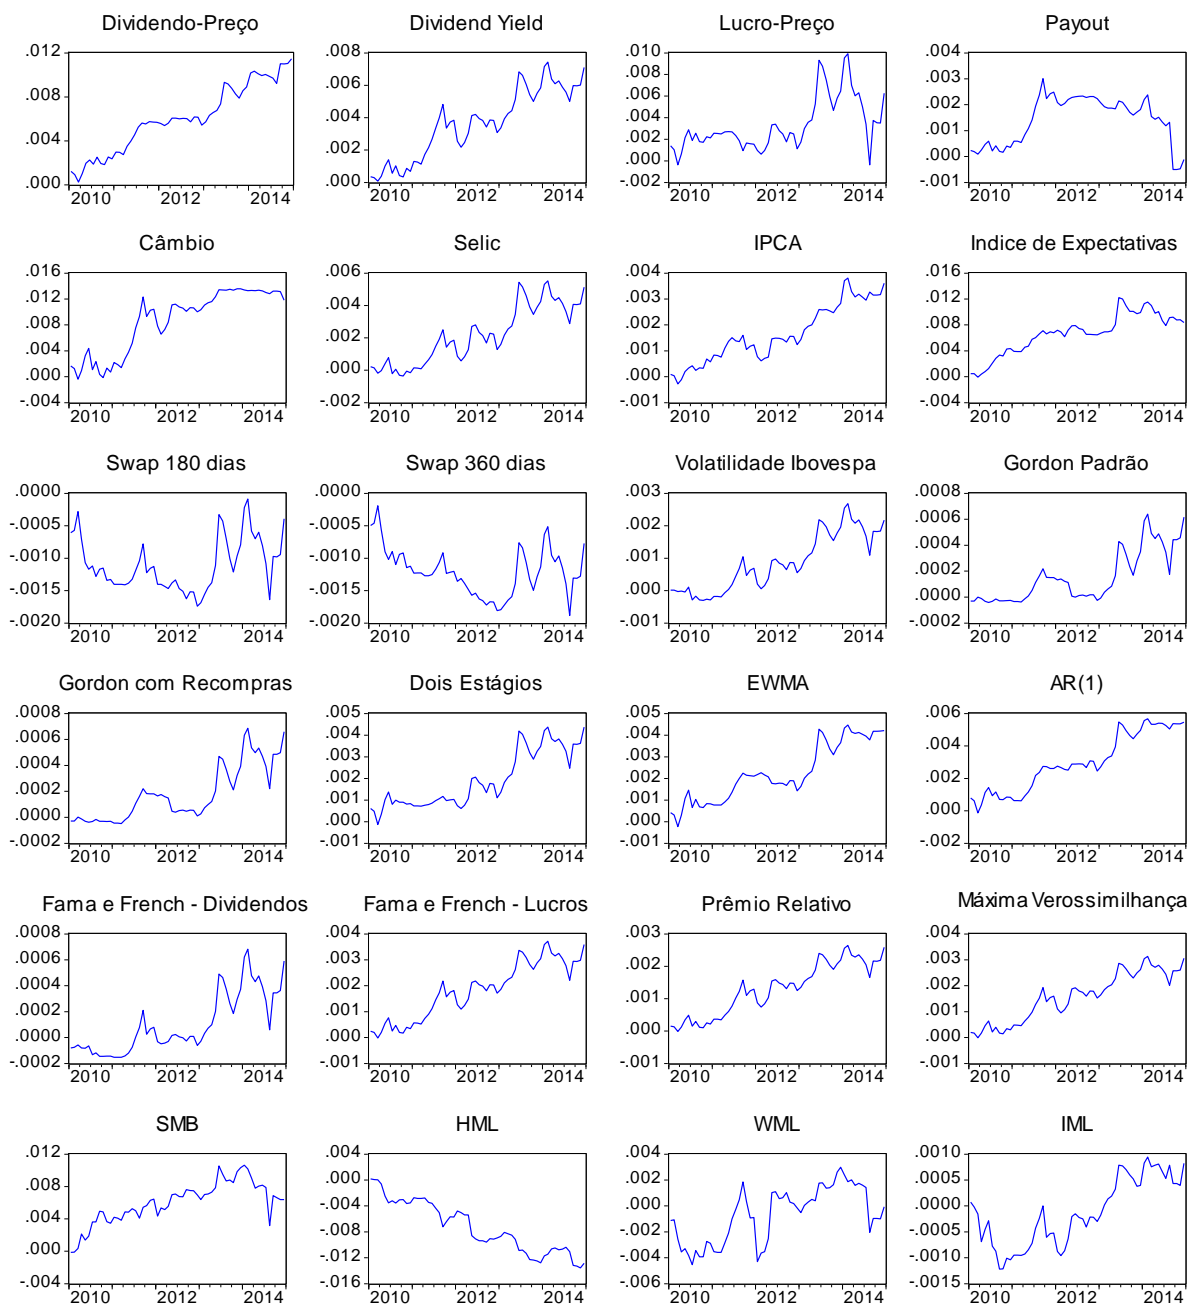 Dividendo-Preço
Dividend Yield
Lucro-Preço
Payout
.012
.008
.004
.000
2010 2012 2014
.008
.006
.004
.002
.000
2010 2012 2014
.010
.008
.006
.004
.002
.000
-.002
2010 2012 2014
.004
.003
.002
.001
.000
-.001
2010 2012 2014
Câmbio
Selic
IPCA
Indice de Expectativas
.016
.012
.008
.004
.000
-.004
2010 2012 2014
.006
.004
.002
.000
-.002
2010 2012 2014
.004
.003
.002
.001
.000
-.001
2010 2012 2014
.016
.012
.008
.004
.000
-.004
2010 2012 2014
Swap 180 dias
Swap 360 dias
Volatilidade Ibovespa
Gordon Padrão
.0000
-.0005
-.0010
-.0015
-.0020
2010 2012 2014
.0000
-.0005
-.0010
-.0015
-.0020
2010 2012 2014
.003
.002
.001
.000
-.001
2010 2012 2014
.0008
.0006
.0004
.0002
.0000
-.0002
2010 2012 2014
Gordon com Recompras
Dois Estágios
EWMA
AR(1)
.0008
.0006
.0004
.0002
.0000
-.0002
2010 2012 2014
.005
.004
.003
.002
.001
.000
-.001
2010 2012 2014
.005
.004
.003
.002
.001
.000
-.001
2010 2012 2014
.006
.004
.002
.000
-.002
2010 2012 2014
Fama e French - Dividendos
Fama e French - Lucros
Prêmio Relativo
Máxima Verossimilhança
.0008
.0006
.0004
.0002
.0000
-.0002
2010 2012 2014
.004
.003
.002
.001
.000
-.001
2010 2012 2014
.003
.002
.001
.000
-.001
2010 2012 2014
.004
.003
.002
.001
.000
-.001
2010 2012 2014
SMB
HML
WML
IML
.012
.008
.004
.000
-.004
2010 2012 2014
.004
.000
-.004
-.008
-.012
-.016
2010 2012 2014
.004
.002
.000
-.002
-.004
-.006
2010 2012 2014
.0010
.0005
.0000
-.0005
-.0010
-.0015
2010 2012 2014